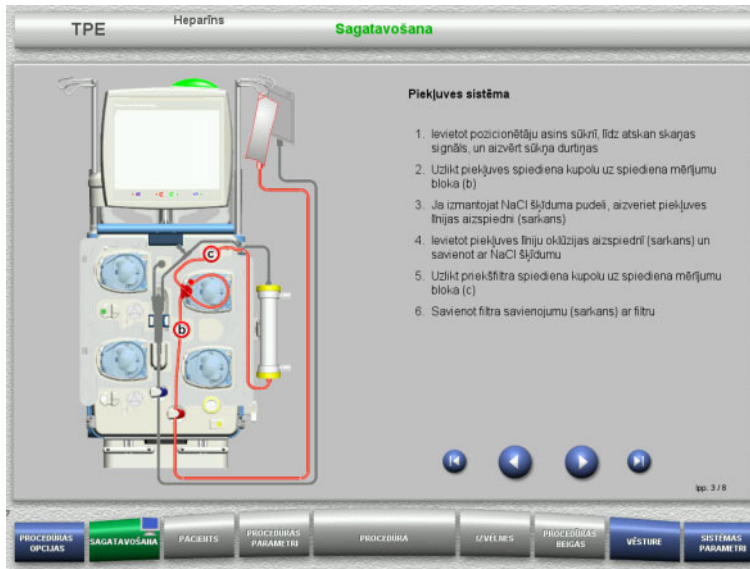 TPE
Heparīns
Sagatavošana
Piekļuves sistēma
1. Ievietot pozicionētāju asins sūknī, līdz atskan skaņas
signāls, un aizvērt sūkņa durtiņas
2. Uzlikt piekļuves spiediena kupolu uz spiediena mērījumu
bloka (b)
3. Ja izmantojat NaCl šķīduma pudeli, aizveriet piekļuves
līnijas aizspiedni (sarkans)
4. Ievietot piekļuves līniju oklūzijas aizspiednī (sarkans) un
savienot ar NaCl šķīdumu
5. Uzlikt priekšfiltra spiediena kupolu uz spiediena mērījumu
bloka (c)
6. Savienot filtra savienojumu (sarkans) ar filtru
c
b
lpp. 3 / 8
PROCEDŪRAS
OPCIJAS
SAGATAVOŠANA
PACIENTS
PROCEDŪRAS
PARAMETRI
PROCEDŪRA
IZVĒLNES
PROCEDŪRAS
BEIGAS
VĒSTURE
SISTĒMAS
PARAMETRI